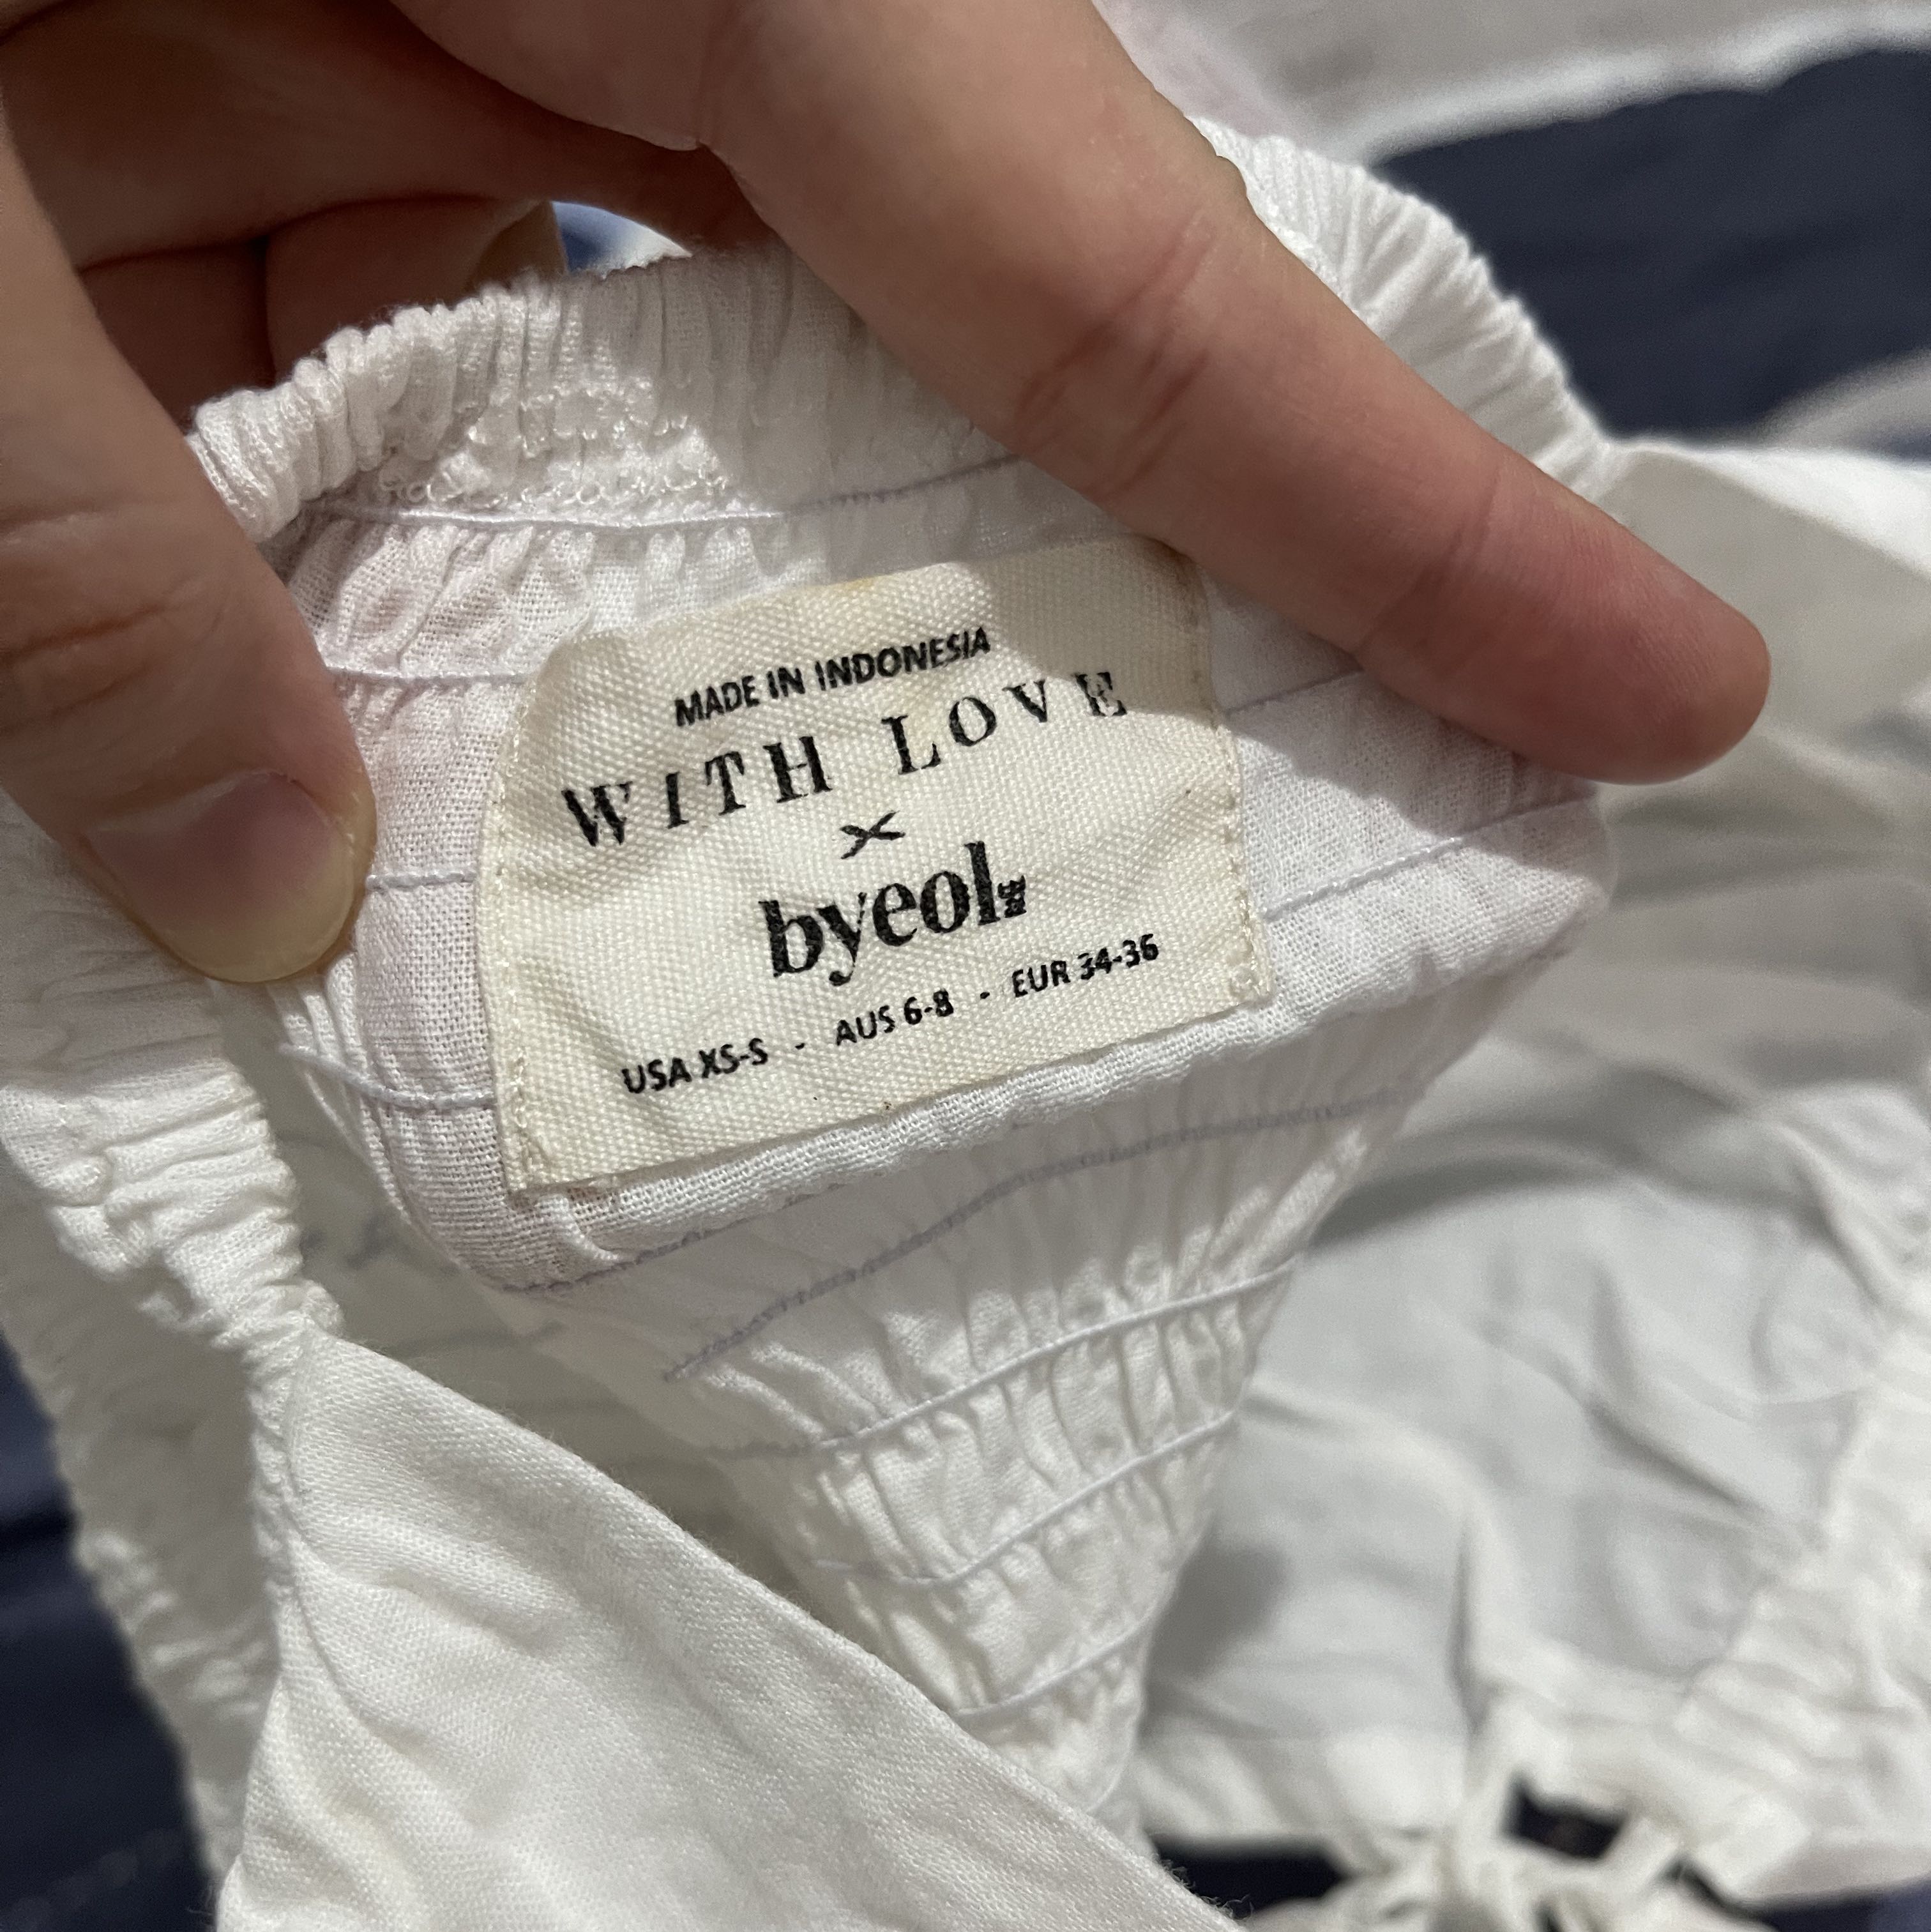 MADE IN INDONESIA
WITH LOVE
×
byeol
USA XS-S - AUS 6-8 - EUR 34-36